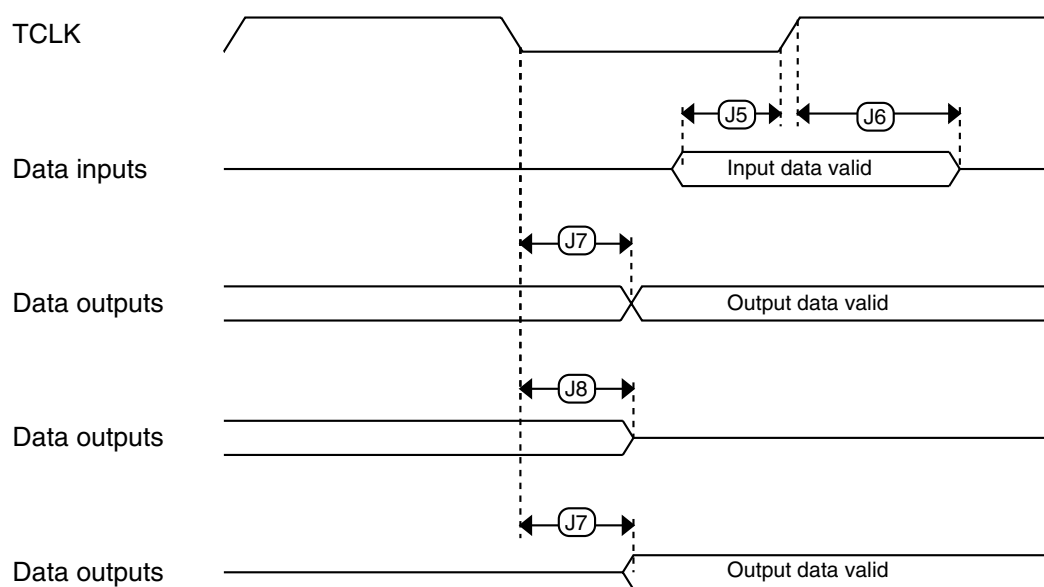 TCLK
J5
J6
Data inputs
Input data valid
J7
Data outputs
Output data valid
J8
Data outputs
J7
Data outputs
Output data valid